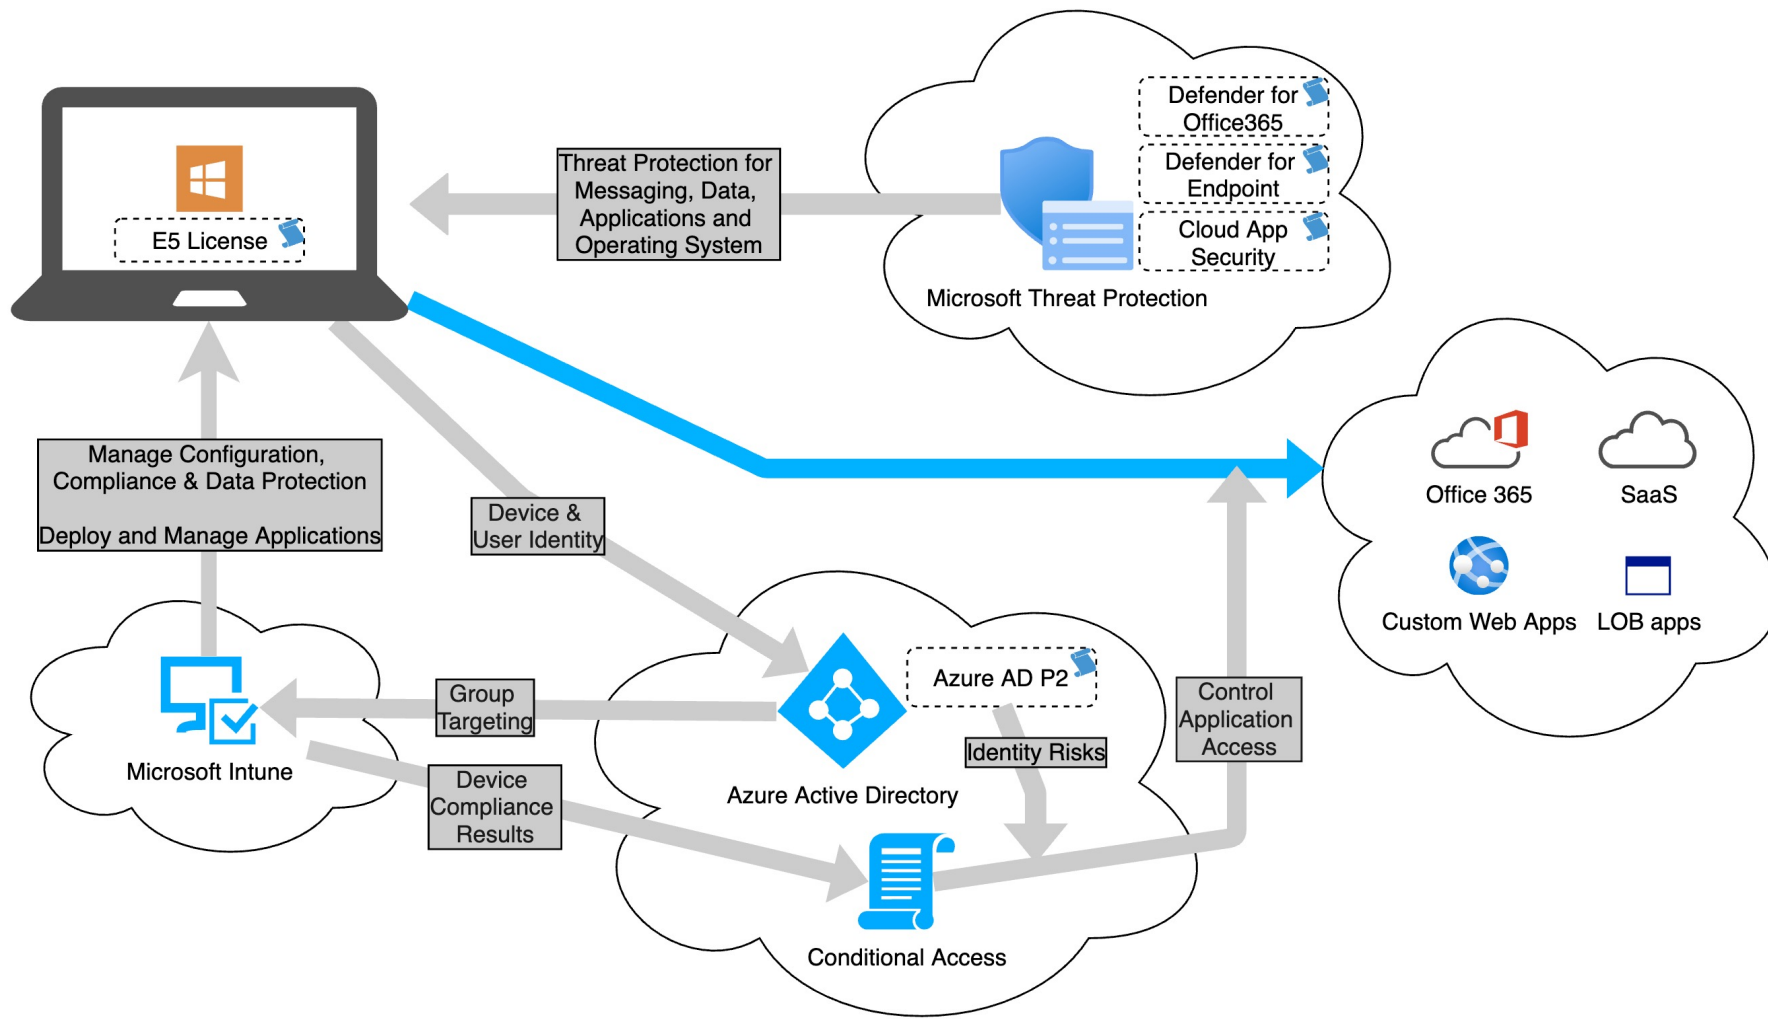 E5 License
Threat Protection for
Messaging, Data,
Applications and
Operating System
Defender for
Office365
Defender for
Endpoint
Cloud App
Security
Microsoft Threat Protection
Manage Configuration,
Compliance & Data Protection
Deploy and Manage Applications
Device &
User Identity
Office 365
SaaS
Custom Web Apps
LOB apps
Microsoft Intune
Group
Targeting
Device
Compliance
Results
Azure AD P2
Identity Risks
Azure Active Directory
Control
Application
Access
Conditional Access